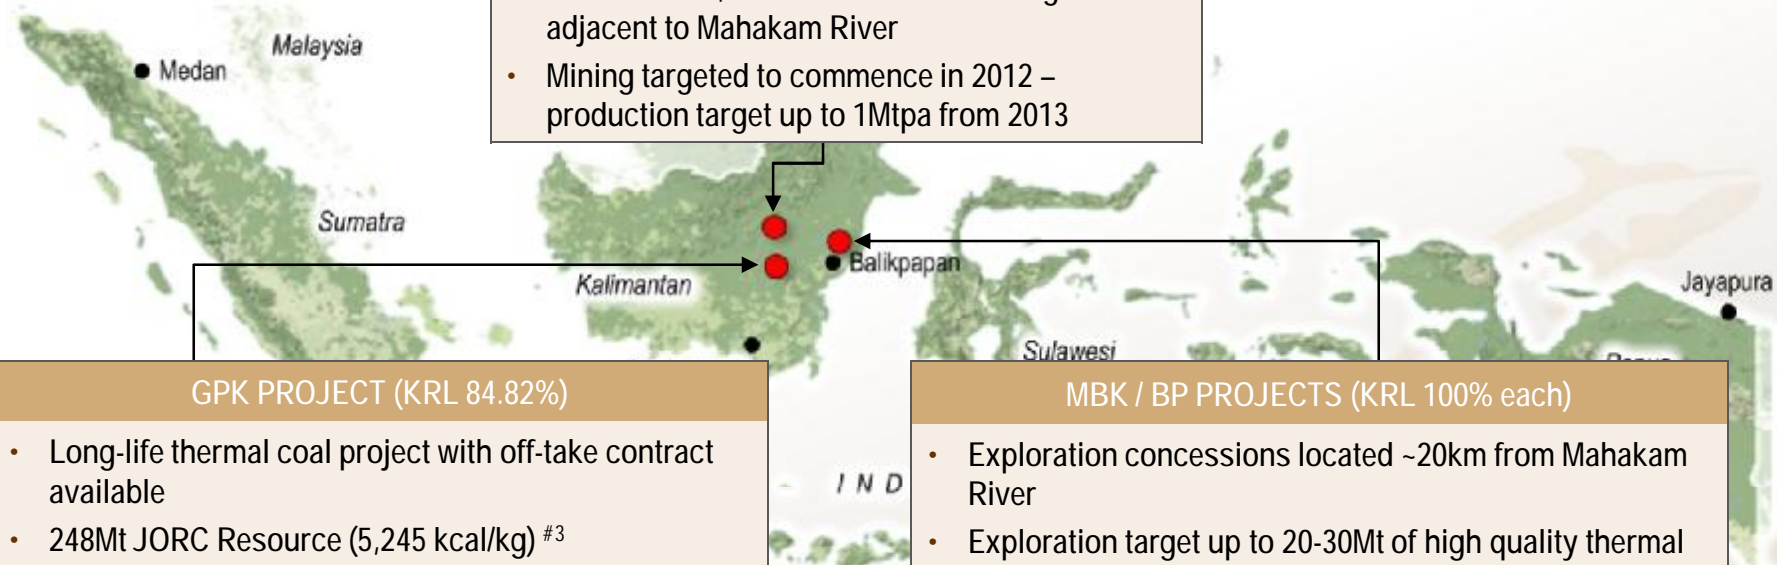 adjacent to Mahakam River
• Mining targeted to commence in 2012 –
production target up to 1Mtpa from 2013
Malaysia
Medan
Sumatra
Kalimantan
Balikpapan
Sulawesi
Jayapura
GPK PROJECT (KRL 84.82%)
• Long-life thermal coal project with off-take contract
available
• 248Mt JORC Resource (5,245 kcal/kg) #3
I N D
MBK / BP PROJECTS (KRL 100% each)
• Exploration concessions located ~20km from Mahakam
River
• Exploration target up to 20-30Mt of high quality thermal